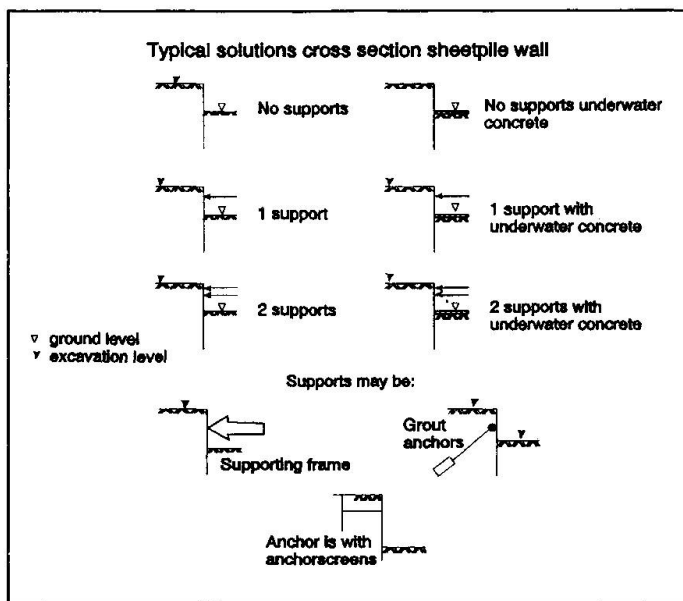 Typical solutions cross section sheetpile wall
No supports
No supports underwater
concrete
1 support
1 support with
underwater concrete
2 supports
2 supports with
underwater concrete
ground level
excavation level
Supports may be:
Supporting frame
Grout
anchors
Anchor is with
anchorscreens